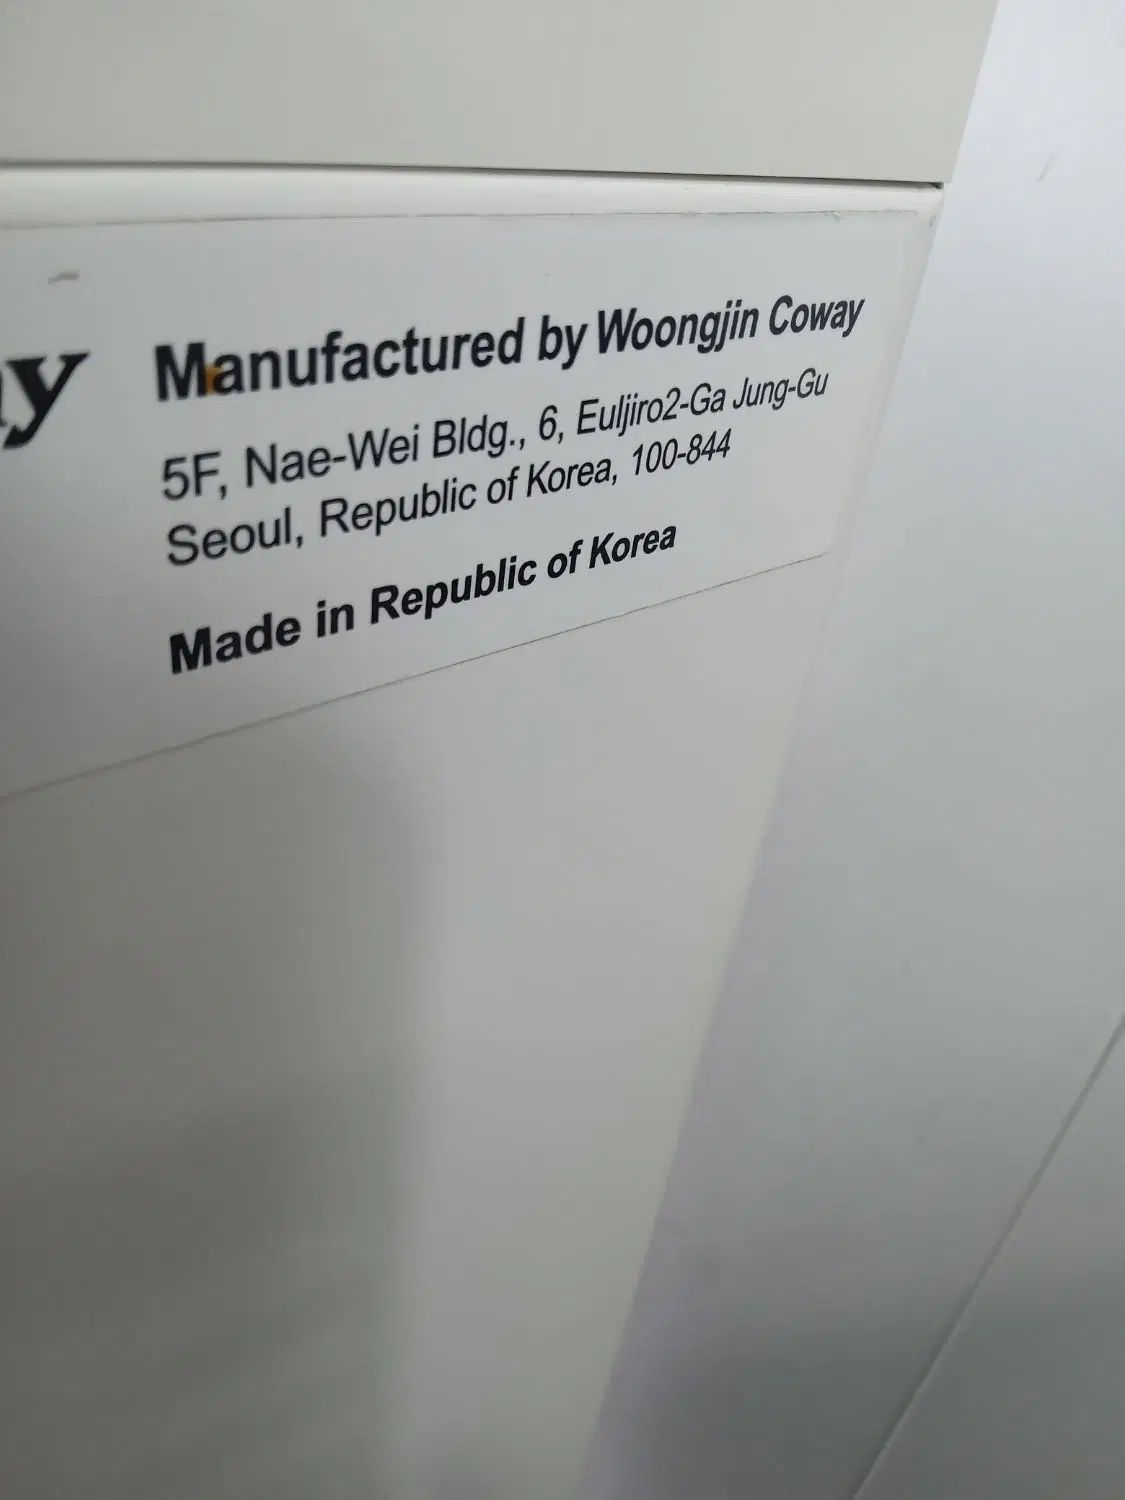 Manufactured by Woongjin Coway
5F, Nae-Wei Bldg., 6, Euljiro2-Ga Jung-Gu
Seoul, Republic of Korea, 100-844
Made in Republic of Korea